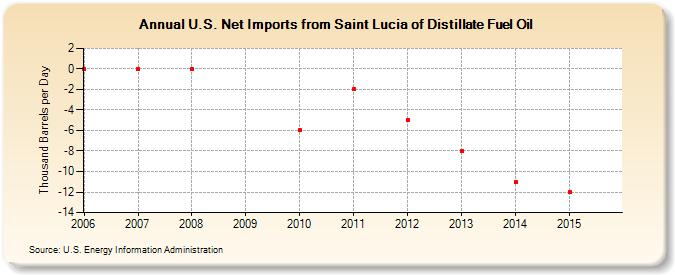 Annual U.S. Net Imports from Saint Lucia of Distillate Fuel Oil
Thousand Barrels per Day
2
0
-2
-4
-6
-8
-10
-12
-14
2006 2007 2008 2009 2010 2011 2012 2013 2014 2015
Source: U.S. Energy Information Administration